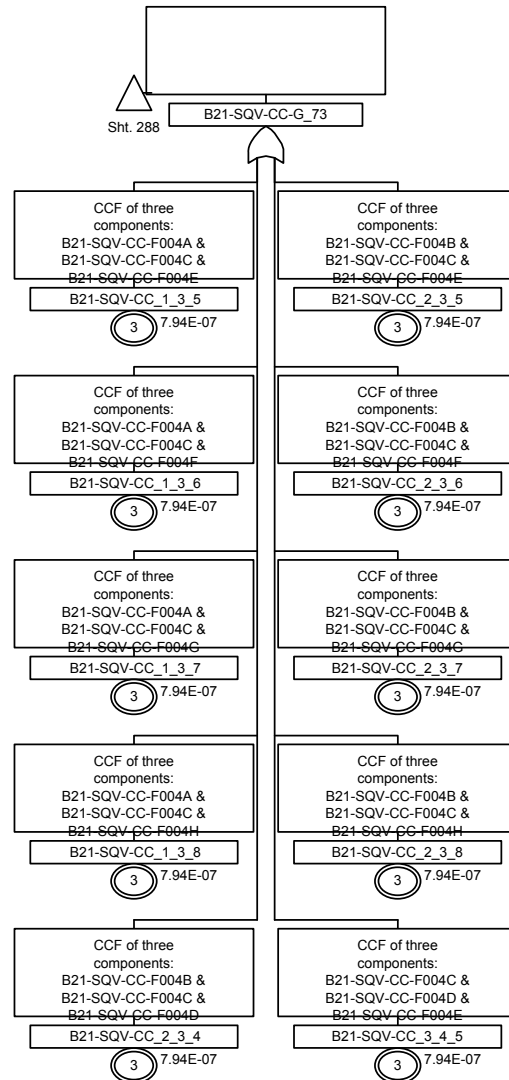 Sht. 288
B21-SQV-CC-G_73
CCF of three
components:
B21-SQV-CC-F004A &
B21-SQV-CC-F004C &
B21-SQV-CC-F004E
B21-SQV-CC_1_3_5
3
7.94E-07
CCF of three
components:
B21-SQV-CC-F004B &
B21-SQV-CC-F004C &
B21-SQV-CC-F004E
B21-SQV-CC_2_3_5
3
7.94E-07
CCF of three
components:
B21-SQV-CC-F004A &
B21-SQV-CC-F004C &
B21-SQV-CC-F004F
B21-SQV-CC_1_3_6
3
7.94E-07
CCF of three
components:
B21-SQV-CC-F004B &
B21-SQV-CC-F004C &
B21-SQV-CC-F004F
B21-SQV-CC_2_3_6
3
7.94E-07
CCF of three
components:
B21-SQV-CC-F004A &
B21-SQV-CC-F004C &
B21-SQV-CC-F004G
B21-SQV-CC_1_3_7
3
7.94E-07
CCF of three
components:
B21-SQV-CC-F004B &
B21-SQV-CC-F004C &
B21-SQV-CC-F004G
B21-SQV-CC_2_3_7
3
7.94E-07
CCF of three
components:
B21-SQV-CC-F004A &
B21-SQV-CC-F004C &
B21-SQV-CC-F004H
B21-SQV-CC_1_3_8
3
7.94E-07
CCF of three
components:
B21-SQV-CC-F004B &
B21-SQV-CC-F004C &
B21-SQV-CC-F004H
B21-SQV-CC_2_3_8
3
7.94E-07
CCF of three
components:
B21-SQV-CC-F004B &
B21-SQV-CC-F004C &
B21-SQV-CC-F004D
B21-SQV-CC_2_3_4
3
7.94E-07
CCF of three
components:
B21-SQV-CC-F004C &
B21-SQV-CC-F004D &
B21-SQV-CC-F004E
B21-SQV-CC_3_4_5
3
7.94E-07